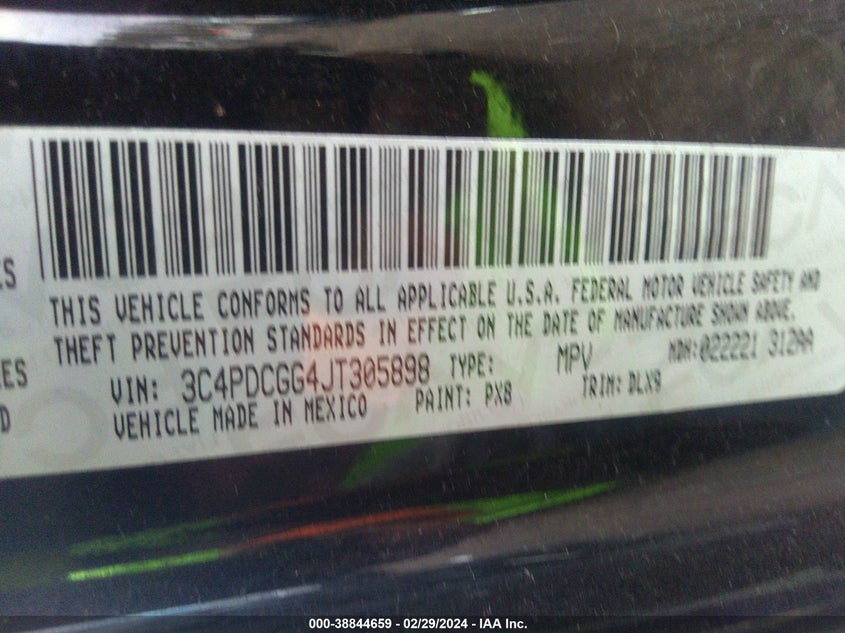 THIS VEHICLE CONFORMS TO ALL APPLICABLE U.S.A. FEDERAL MOTOR VEHICLE SAFETY AND
THEFT PREVENTION STANDARDS IN EFFECT ON THE DATE OF MANUFACTURE SHOWN ABOVE.
VIN: 3C4PDCGG4JT305898 TYPE: MPV MDH:022221 312AA
VEHICLE MADE IN MEXICO PAINT: PX8 TRIM: DLX9
000-38844659 - 02/29/2024 - IAA Inc.